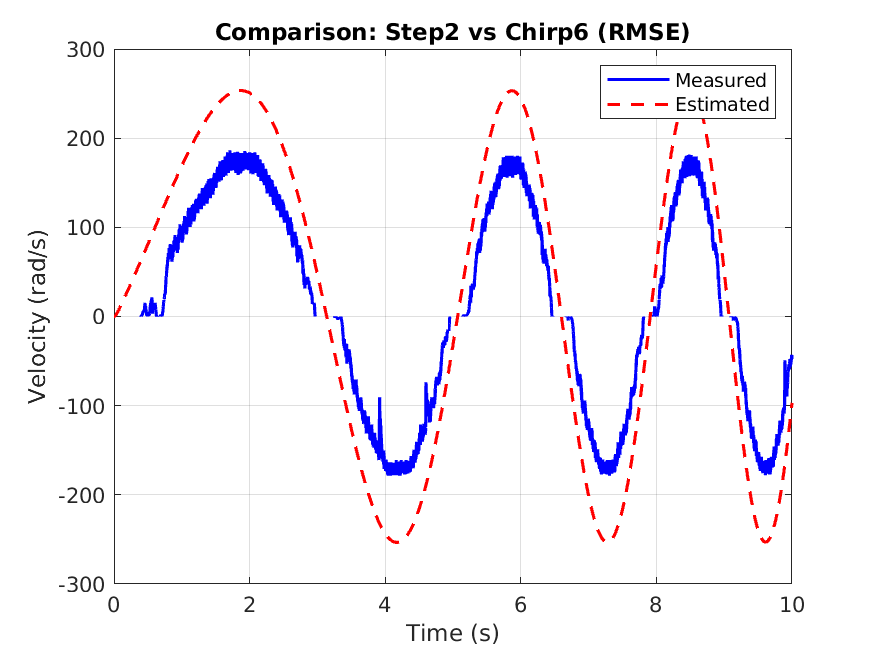 Comparison: Step2 vs Chirp6 (RMSE)
Measured
Estimated
300
200
100
0
-100
-200
-300
Velocity (rad/s)
0 2 4 6 8 10
Time (s)